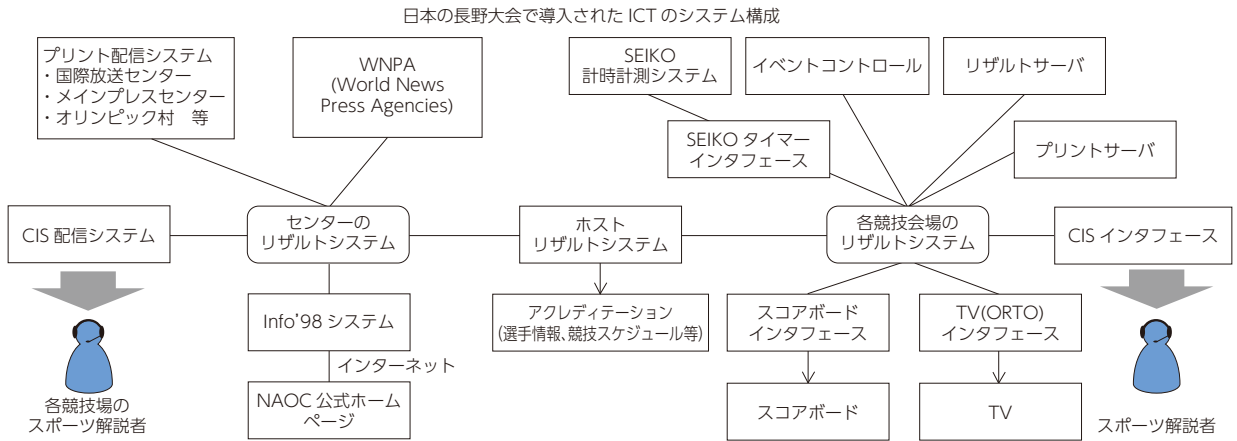 日本の長野大会で導入された ICT のシステム構成
プリント配信システム
・国際放送センター
・メインプレスセンター
・オリンピック村　等
WNPA
(World News
Press Agencies)
SEIKO
計時計測システム
イベントコントロール
リザルトサーバ
SEIKO タイマー
インタフェース
プリントサーバ
CIS 配信システム
センターの
リザルトシステム
ホスト
リザルトシステム
各競技会場の
リザルトシステム
CIS インタフェース
Info’98 システム
アクレディテーション
(選手情報、競技スケジュール等)
スコアボード
インタフェース
TV(ORTO)
インタフェース
インターネット
NAOC 公式ホーム
ページ
スコアボード
TV
各競技場の
スポーツ解説者
スポーツ解説者